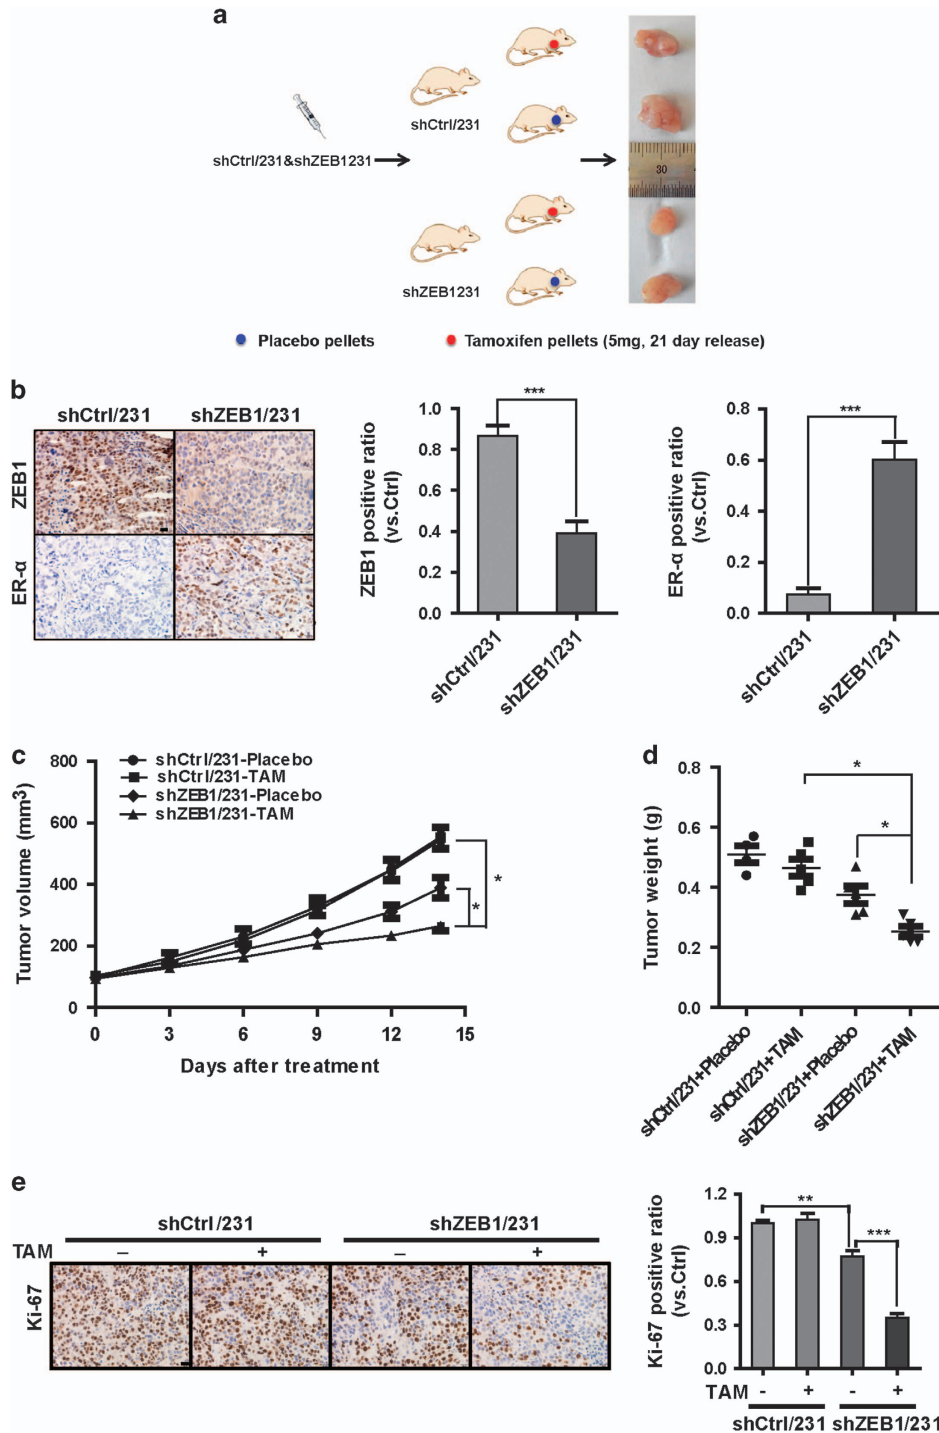 a
shCtrl/231
shCtrl/231&shZEB1231
30
shZEB1231
Placebo pellets
Tamoxifen pellets (5mg, 21 day release)
b
shCtrl/231 shZEB1/231
ZEB1
ER-α
ZEB1 positive ratio
(vs.Ctrl)
1.0
0.8
0.6
0.4
0.2
0.0
***
shCtrl/231
shZEB1/231
ER-α positive ratio
(vs.Ctrl)
0.8
0.6
0.4
0.2
0.0
***
shCtrl/231
shZEB1/231
c
Tumor volume (mm3)
800
600
400
200
0
shCtrl/231-Placebo
shCtrl/231-TAM
shZEB1/231-Placebo
shZEB1/231-TAM
*
*
0 3 6 9 12 15
Days after treatment
d
Tumor weight (g)
0.8
0.6
0.4
0.2
0.0
*
*
shCtrl/231+Placebo
shCtrl/231+TAM
shZEB1/231+Placebo
shZEB1/231+TAM
e
shCtrl/231 shZEB1/231
TAM – + – +
Ki-67
Ki-67 positive ratio
(vs.Ctrl)
1.2
0.9
0.6
0.3
0.0
**
***
TAM - + - +
shCtrl/231 shZEB1/231